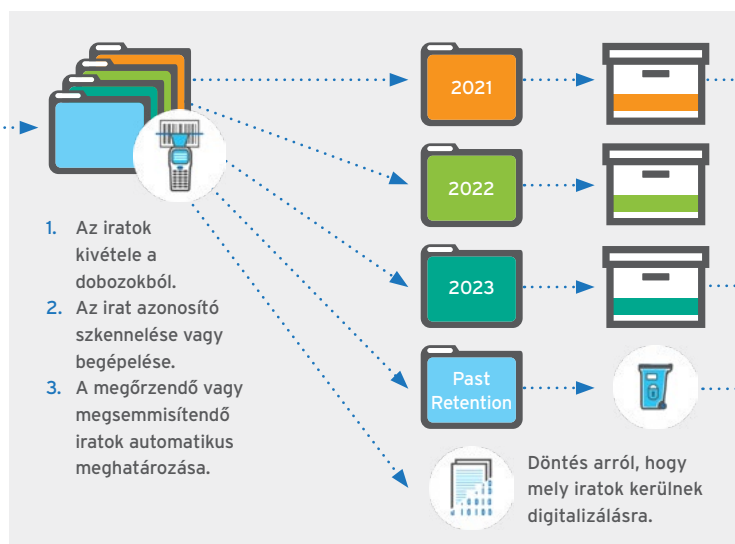 1. Az iratok
kivétele a
dobozokból.
2. Az irat azonosító
szkennelése vagy
begépelése.
3. A megőrzendő vagy
megsemmisítendő
iratok automatikus
meghatározása.
2021
2022
2023
Past
Retention
Döntés arról, hogy
mely iratok kerülnek
digitalizálásra.